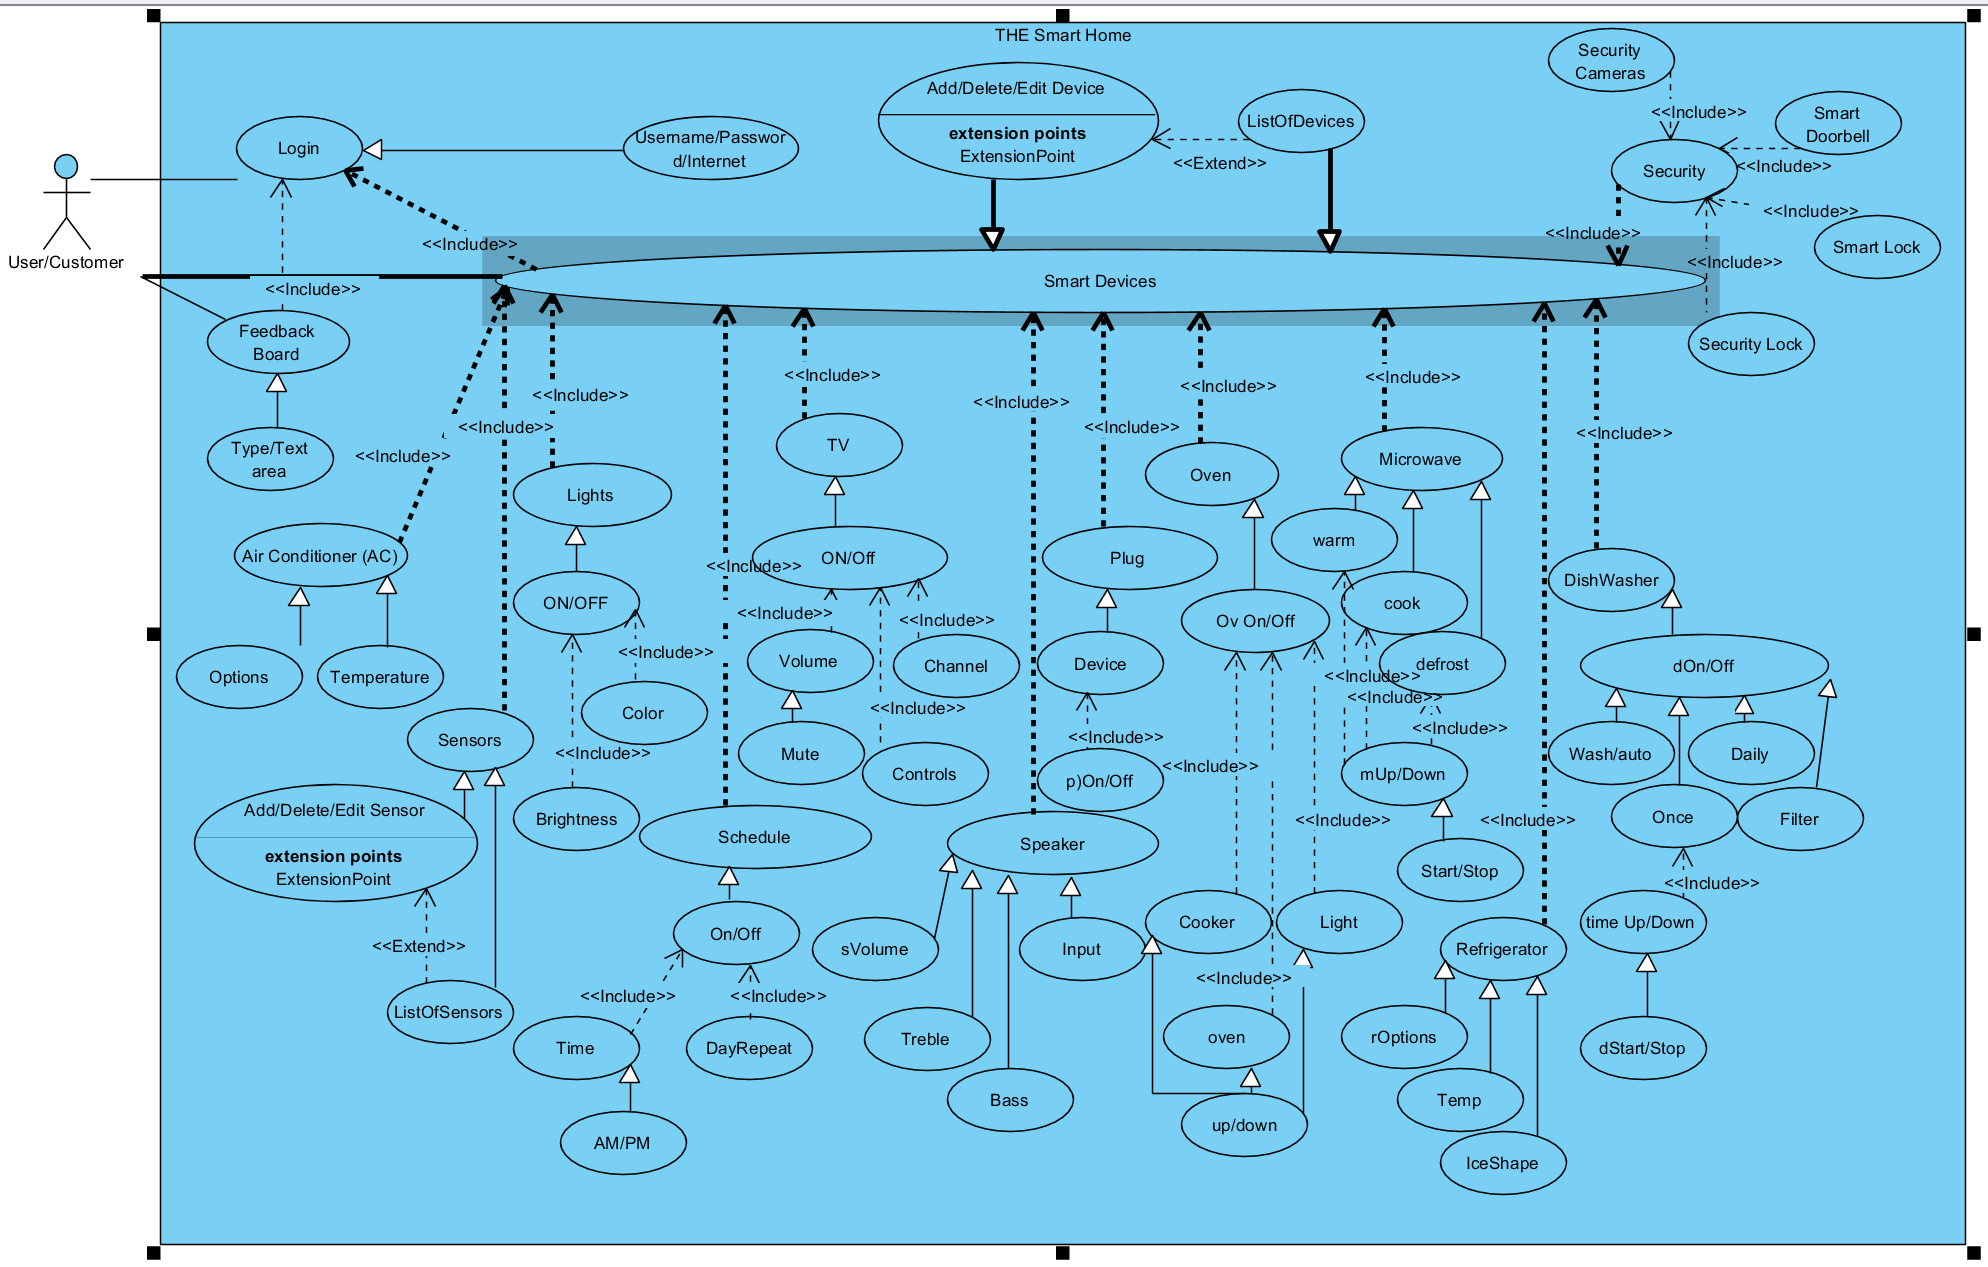 THE Smart Home
Security
Cameras
Add/Delete/Edit Device
extension points
ExtensionPoint
ListOfDevices
<<Include>>
Smart
Doorbell
Login
Username/Passwor
d/Internet
<<Extend>>
Security
<<Include>>
<<Include>>
Smart Lock
User/Customer
<<Include>>
<<Include>>
<<Include>>
Smart Devices
<<Include>>
Feedback
Board
Security Lock
Type/Text
area
<<Include>>
<<Include>>
<<Include>>
<<Include>>
<<Include>>
<<Include>>
<<Include>>
<<Include>>
<<Include>>
TV
Oven
Microwave
Lights
Air Conditioner (AC)
<<Include>>
ON/Off
Plug
warm
DishWasher
ON/OFF
<<Include>>
<<Include>>
Ov On/Off
cook
<<Include>>
Volume
Channel
Device
defrost
dOn/Off
Options
Temperature
<<Include>>
<<Include>>
Color
<<Include>>
<<Include>>
<<Include>>
Sensors
<<Include>>
Mute
Controls
<<Include>>
p)On/Off
mUp/Down
Wash/auto
Daily
Add/Delete/Edit Sensor
extension points
ExtensionPoint
Brightness
Schedule
Speaker
<<Include>>
<<Include>>
Once
Filter
Start/Stop
<<Include>>
<<Extend>>
On/Off
sVolume
Input
Cooker
Light
Refrigerator
time Up/Down
ListOfSensors
<<Include>>
<<Include>>
<<Include>>
Time
DayRepeat
Treble
oven
rOptions
dStart/Stop
Bass
Temp
AM/PM
up/down
IceShape